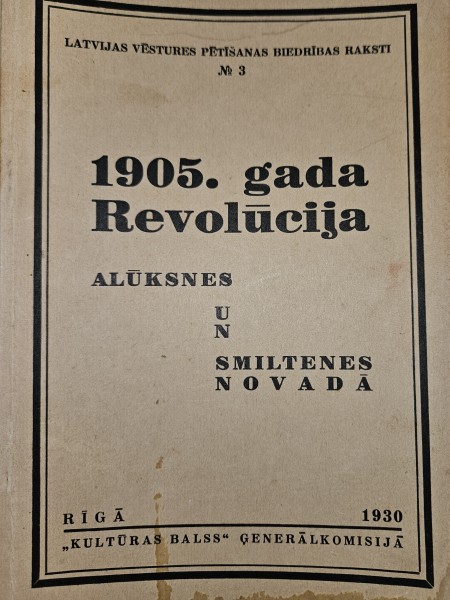 LATVIJAS VĒSTURES PĒTĪŠANAS BIEDRĪBAS RAKSTI
№ 3
1905. gada
Revolūcija
ALŪKSNES
U
N
SMILTENES
NOVADĀ
RĪGĀ 1930
„KULTŪRAS BALSS“ ĢENERĀLKOMISIJĀ